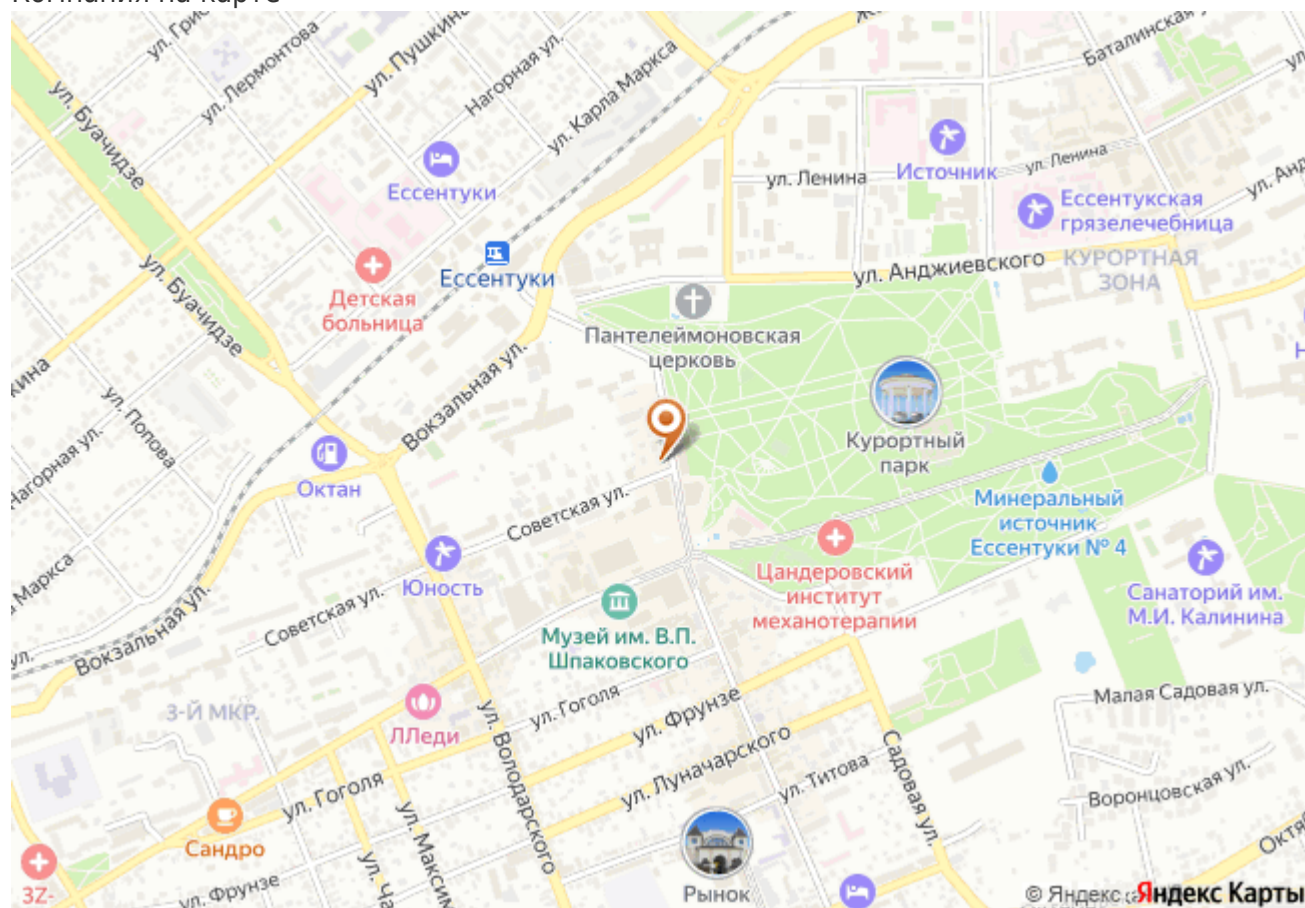 ул. Лермонтова
ул. Пушкина
Нагорная ул.
ул. Карла Маркса
Баталинская
ул. Буачидзе
Ессентуки
ул. Ленина
Источник
ул. Ленина
Ессентукская
грязелечебница
Ессентуки
ул. Анджиевского
КУРОРТНАЯ
ЗОНА
Детская
больница
ул. Буачидзе
Пантелеймоновская
церковь
Вокзальная ул.
ул. Попова
Нагорная ул.
Курортный
парк
Октан
Минеральный
источник
Ессентуки № 4
Советская ул.
Юность
Цандеровский
институт
механотерапии
Санаторий им.
М.И. Калинина
Маркса
Вокзальная ул.
Советская ул.
Музей им. В.П.
Шпаковского
3-Й МКР.
ЛЛеди
ул. Гоголя
ул. Фрунзе
Малая Садовая ул.
ул. Володарского
ул. Луначарского
ул. Титова
Садовая ул.
Воронцовская ул.
ул. Гоголя
Сандро
3Z-
ул. Фрунзе
Рынок
© Яндекс
Яндекс Карты